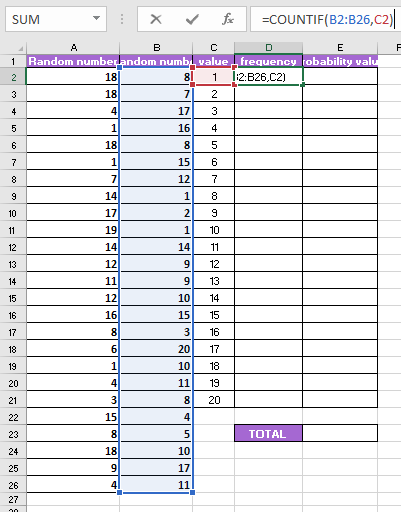 SUM =COUNTIF(B2:B26,C2)
A B C D E
1 Random number andom numb value frequency robability valu
2 18 8 1 32:B26,C2)
3 18 7 2
4 4 17 3
5 1 16 4
6 18 8 5
7 1 15 6
8 7 12 7
9 14 1 8
10 17 2 9
11 19 1 10
12 14 14 11
13 12 9 12
14 11 9 13
15 12 10 14
16 16 15 15
17 8 3 16
18 6 20 17
19 1 10 18
20 4 11 19
21 3 8 20
22 15 4
23 8 5 TOTAL
24 18 10
25 9 17
26 4 11
27